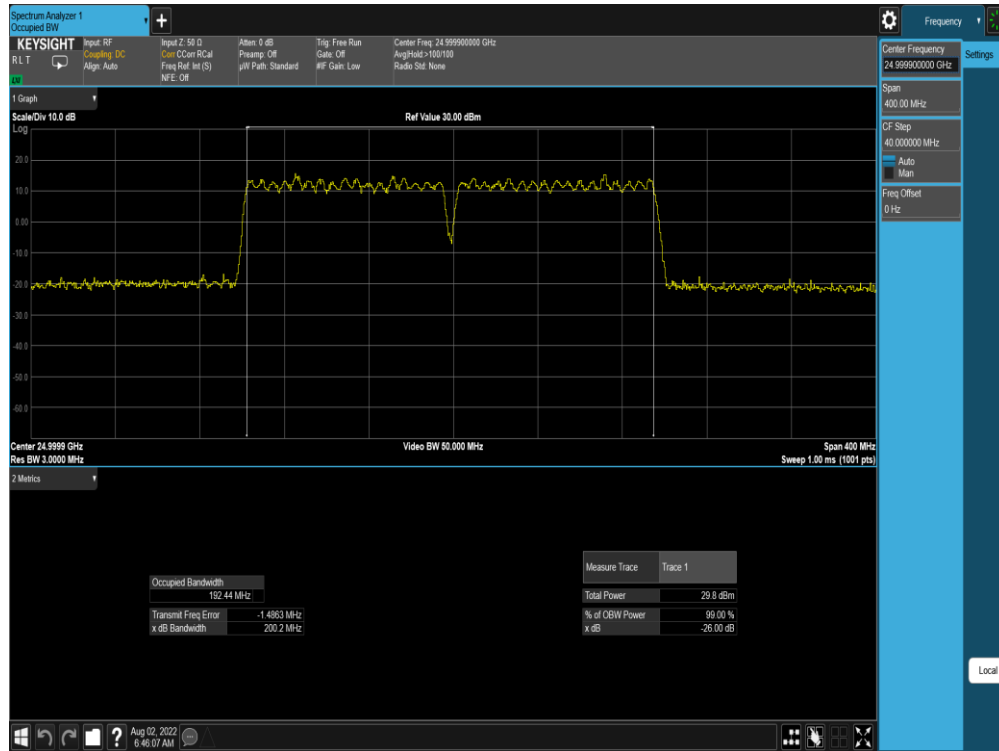 Spectrum Analyzer 1
Occupied BW
Frequency
KEYSIGHT
R L T
LW
Input: RF
Coupling: DC
Align: Auto
Input Z: 50 Ω
Corr CCorr RCal
Freq Ref: Int (S)
NFE: Off
Atten: 0 dB
Preamp: Off
µW Path: Standard
Trig: Free Run
Gate: Off
#IF Gain: Low
Center Freq: 24.999900000 GHz
Avg|Hold:>100/100
Radio Std: None
Center Frequency
24.999900000 GHz
Settings
Span
400.00 MHz
CF Step
40.000000 MHz
Auto
Man
Freq Offset
0 Hz
1 Graph
Scale/Div 10.0 dB
Ref Value 30.00 dBm
Log
20.0
10.0
0.00
-10.0
-20.0
-30.0
-40.0
-50.0
-60.0
Center 24.9999 GHz
Video BW 50.000 MHz
Span 400 MHz
Res BW 3.0000 MHz
Sweep 1.00 ms (1001 pts)
2 Metrics
Occupied Bandwidth
192.44 MHz
Transmit Freq Error -1.4863 MHz
x dB Bandwidth 200.2 MHz
Measure Trace Trace 1
Total Power 29.8 dBm
% of OBW Power 99.00 %
x dB -26.00 dB
Local
Aug 02, 2022
6:46:07 AM